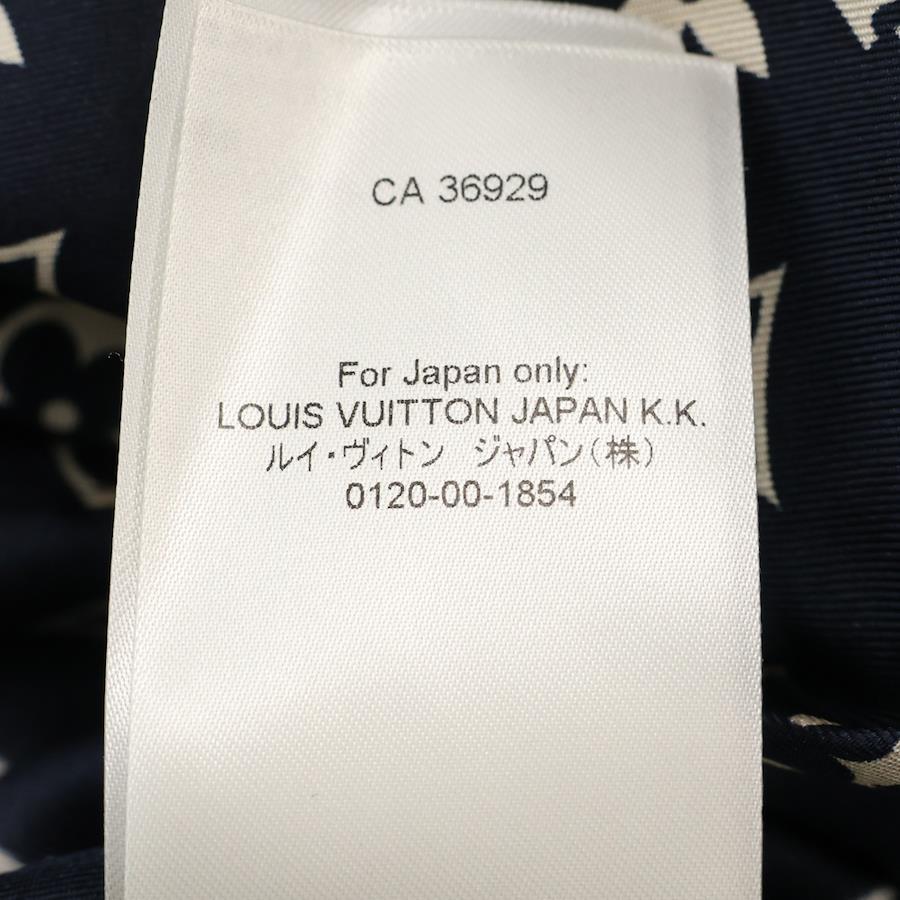 CA 36929
For Japan only:
LOUIS VUITTON JAPAN K.K.
ルイ・ヴィトン　ジャパン(株)
0120-00-1854